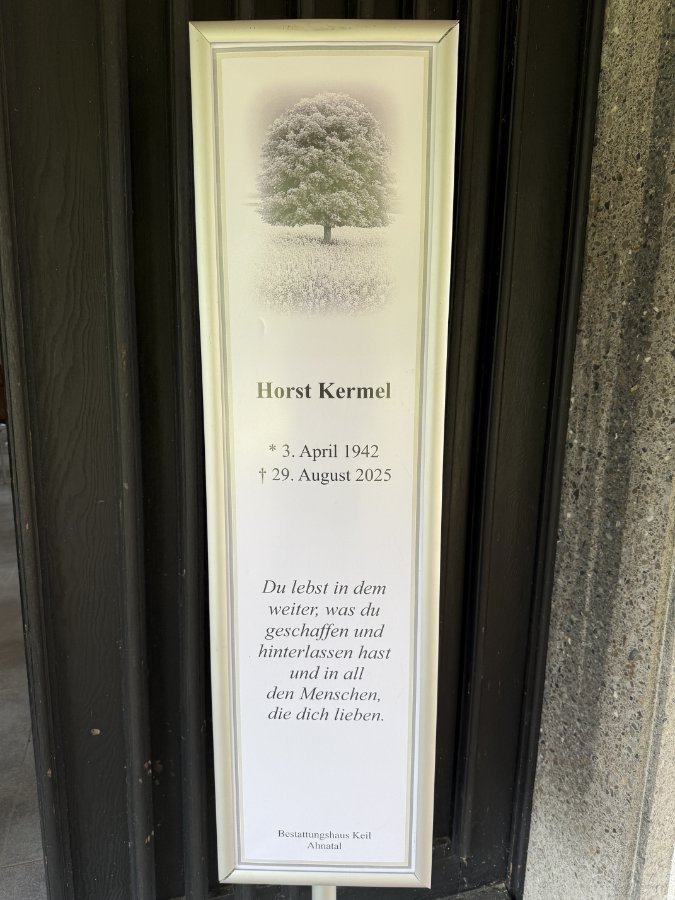 Horst Kermel
* 3. April 1942
† 29. August 2025
Du lebst in dem
weiter, was du
geschaffen und
hinterlassen hast
und in all
den Menschen,
die dich lieben.
Bestattungshaus Keil
Ahnatal